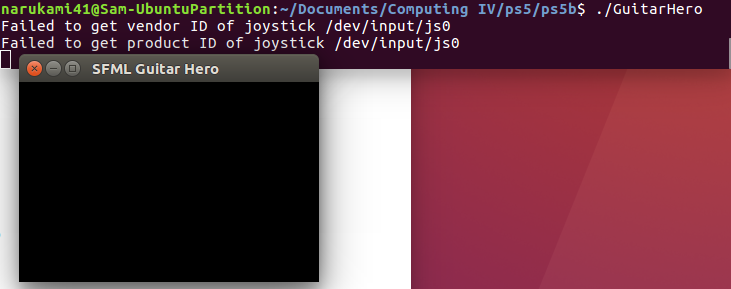 narukami41@Sam-UbuntuPartition:~/Documents/Computing IV/ps5/ps5b$ ./GuitarHero
Failed to get vendor ID of joystick /dev/input/js0
Failed to get product ID of joystick /dev/input/js0
SFML Guitar Hero